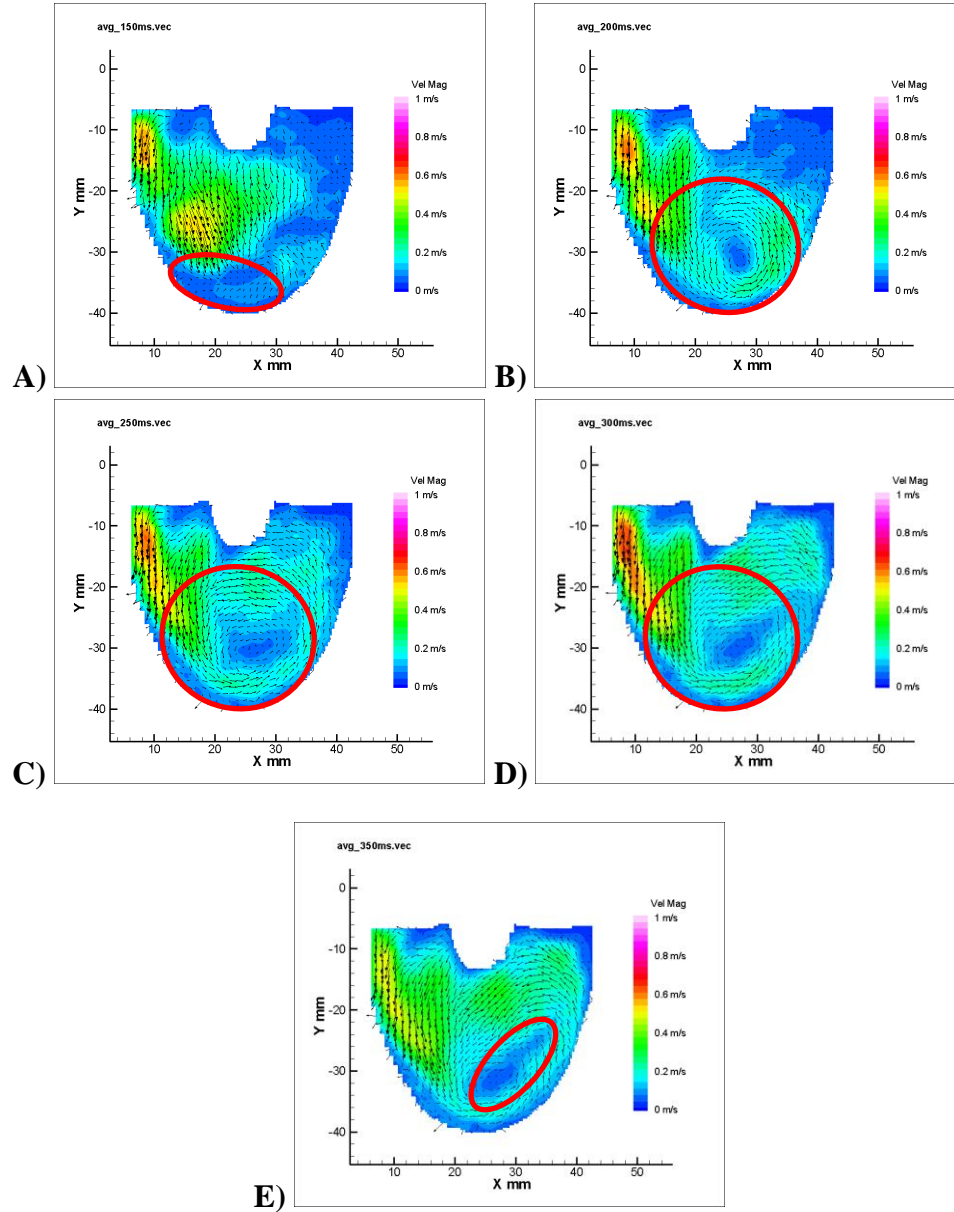 avg_150ms.vec
Vel Mag
1 m/s
0.8 m/s
0.6 m/s
0.4 m/s
0.2 m/s
0 m/s
0
-10
-20
-30
-40
Y mm
10 20 30 40 50
X mm
A)
avg_200ms.vec
Vel Mag
1 m/s
0.8 m/s
0.6 m/s
0.4 m/s
0.2 m/s
0 m/s
0
-10
-20
-30
-40
Y mm
10 20 30 40 50
X mm
B)
avg_250ms.vec
Vel Mag
1 m/s
0.8 m/s
0.6 m/s
0.4 m/s
0.2 m/s
0 m/s
0
-10
-20
-30
-40
Y mm
10 20 30 40 50
X mm
C)
avg_300ms.vec
Vel Mag
1 m/s
0.8 m/s
0.6 m/s
0.4 m/s
0.2 m/s
0 m/s
0
-10
-20
-30
-40
Y mm
10 20 30 40 50
X mm
D)
avg_350ms.vec
Vel Mag
1 m/s
0.8 m/s
0.6 m/s
0.4 m/s
0.2 m/s
0 m/s
0
-10
-20
-30
-40
Y mm
10 20 30 40 50
X mm
E)